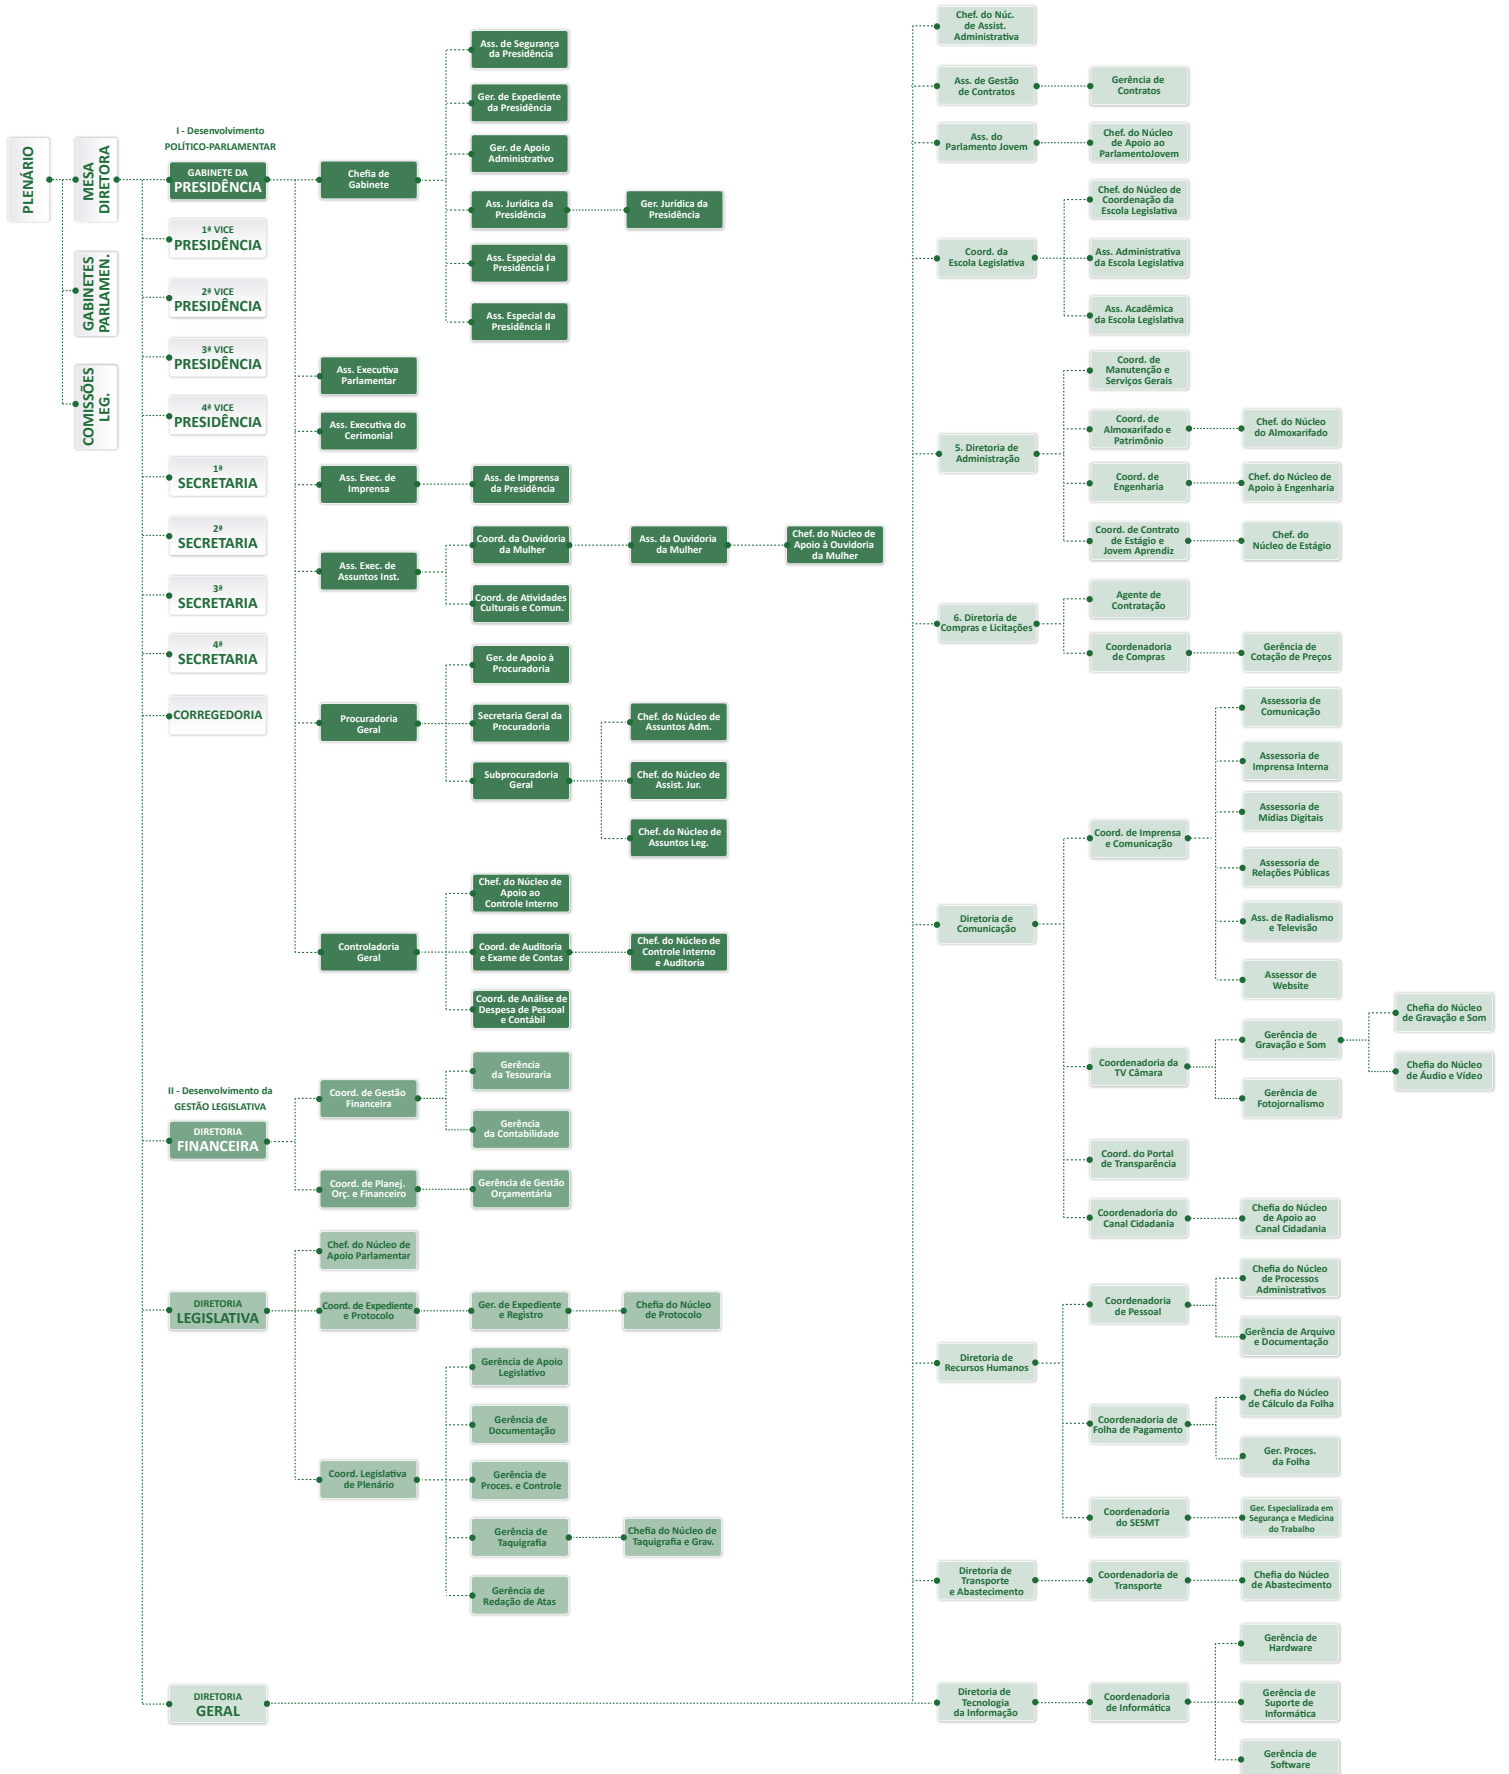 PLENÁRIO
MESA
DIRETORA
GABINETES
PARLAMEN.
COMISSÕES
LEG.
I - Desenvolvimento
POLÍTICO-PARLAMENTAR
GABINETE DA
PRESIDÊNCIA
1ª VICE
PRESIDÊNCIA
2ª VICE
PRESIDÊNCIA
3ª VICE
PRESIDÊNCIA
4ª VICE
PRESIDÊNCIA
1ª
SECRETARIA
2ª
SECRETARIA
3ª
SECRETARIA
4ª
SECRETARIA
CORREGEDORIA
Chefia de
Gabinete
Ass. de Segurança
da Presidência
Ger. de Expediente
da Presidência
Ger. de Apoio
Administrativo
Ass. Jurídica da
Presidência
Ger. Jurídica da
Presidência
Ass. Especial da
Presidência I
Ass. Especial da
Presidência II
Ass. Executiva
Parlamentar
Ass. Executiva do
Cerimonial
Ass. Exec. de
Imprensa
Ass. de Imprensa
da Presidência
Ass. Exec. de
Assuntos Inst.
Coord. da Ouvidoria
da Mulher
Ass. da Ouvidoria
da Mulher
Chef. do Núcleo de
Apoio à Ouvidoria
da Mulher
Coord. de Atividades
Culturais e Comun.
Procuradoria
Geral
Ger. de Apoio à
Procuradoria
Secretaria Geral da
Procuradoria
Subprocuradoria
Geral
Chef. do Núcleo de
Assuntos Adm.
Chef. do Núcleo de
Assist. Jur.
Chef. do Núcleo de
Assuntos Leg.
Controladoria
Geral
Chef. do Núcleo de
Apoio ao
Controle Interno
Coord. de Auditoria
e Exame de Contas
Chef. do Núcleo de
Controle Interno
e Auditoria
Coord. de Análise de
Despesa de Pessoal
e Contábil
II - Desenvolvimento da
GESTÃO LEGISLATIVA
DIRETORIA
FINANCEIRA
Coord. de Gestão
Financeira
Gerência
da Tesouraria
Gerência
da Contabilidade
Coord. de Planej.
Orç. e Financeiro
Gerência de Gestão
Orçamentária
DIRETORIA
LEGISLATIVA
Chef. do Núcleo de
Apoio Parlamentar
Coord. de Expediente
e Protocolo
Ger. de Expediente
e Registro
Chefia do Núcleo
de Protocolo
Coord. Legislativa
de Plenário
Gerência de Apoio
Legislativo
Gerência de
Documentação
Gerência de
Proces. e Controle
Gerência de
Taquigrafia
Chefia do Núcleo de
Taquigrafia e Grav.
Gerência de
Redação de Atas
DIRETORIA
GERAL
Chef. do Núc.
de Assist.
Administrativa
Ass. de Gestão
de Contratos
Gerência de
Contratos
Ass. do
Parlamento Jovem
Chef. do Núcleo
de Apoio ao
ParlamentoJovem
Coord. da
Escola Legislativa
Chef. do Núcleo de
Coordenação da
Escola Legislativa
Ass. Administrativa
da Escola Legislativa
Ass. Acadêmica
da Escola Legislativa
5. Diretoria de
Administração
Coord. de
Manutenção e
Serviços Gerais
Coord. de
Almoxarifado e
Patrimônio
Chef. do Núcleo
do Almoxarifado
Coord. de
Engenharia
Chef. do Núcleo de
Apoio à Engenharia
Coord. de Contrato
de Estágio e
Jovem Aprendiz
Chef. do
Núcleo de Estágio
6. Diretoria de
Compras e Licitações
Agente de
Contratação
Coordenadoria
de Compras
Gerência de
Cotação de Preços
Diretoria de
Comunicação
Coord. de Imprensa
e Comunicação
Assessoria de
Comunicação
Assessoria de
Imprensa Interna
Assessoria de
Mídias Digitais
Assessoria de
Relações Públicas
Ass. de Radialismo
e Televisão
Assessor de
Website
Coordenadoria da
TV Câmara
Gerência de
Gravação e Som
Chefia do Núcleo
de Gravação e Som
Chefia do Núcleo
de Áudio e Vídeo
Gerência de
Fotojornalismo
Coord. do Portal
de Transparência
Coordenadoria do
Canal Cidadania
Chefia do Núcleo
de Apoio ao
Canal Cidadania
Diretoria de
Recursos Humanos
Coordenadoria
de Pessoal
Chefia do Núcleo
de Processos
Administrativos
Gerência de Arquivo
e Documentação
Coordenadoria de
Folha de Pagamento
Chefia do Núcleo
de Cálculo da Folha
Ger. Proces.
da Folha
Coordenadoria
do SESMT
Ger. Especializada em
Segurança e Medicina
do Trabalho
Diretoria de
Transporte
e Abastecimento
Coordenadoria de
Transporte
Chefia do Núcleo
de Abastecimento
Diretoria de
Tecnologia
da Informação
Coordenadoria
de Informática
Gerência de
Hardware
Gerência de
Suporte de
Informática
Gerência de
Software